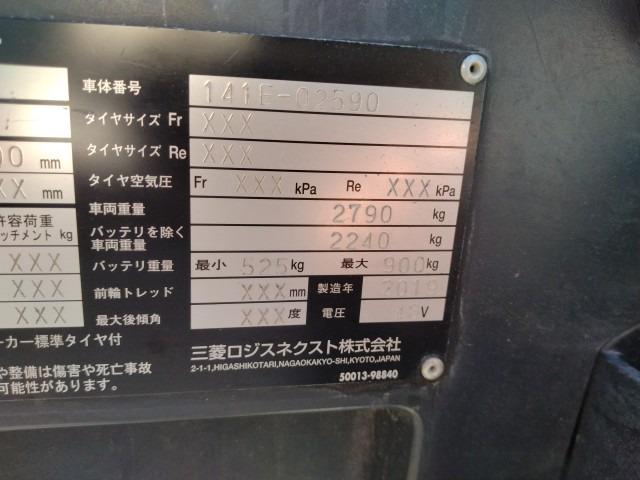 車体番号 141E-02590
タイヤサイズ Fr XXX
タイヤサイズ Re XXX
00 mm タイヤ空気圧 Fr XXX kPa Re XXX kPa
XX mm 車両重量 2790 kg
許容荷重 バッテリを除く
ッチメント kg 車両重量 2240 kg
XXX バッテリ重量 最小 525 kg 最大 900 kg
XXX 前輪トレッド XXX mm 製造年 2019
XXX 最大後傾角 XXX 度 電圧 V
ーカー標準タイヤ付 三菱ロジスネクスト株式会社
2-1-1,HIGASHIKOTARI,NAGAOKAKYO-SHI,KYOTO,JAPAN
や整備は傷害や死亡事故 50013-98840
可能性があります。